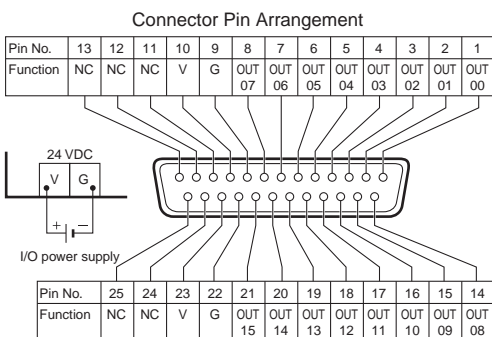 Connector Pin Arrangement
Pin No. 13 12 11 10 9 8 7 6 5 4 3 2 1
Function NC NC NC V G OUT 07 OUT 06 OUT 05 OUT 04 OUT 03 OUT 02 OUT 01 OUT 00
24 VDC
V G
+ −
I/O power supply
Pin No. 25 24 23 22 21 20 19 18 17 16 15 14
Function NC NC V G OUT 15 OUT 14 OUT 13 OUT 12 OUT 11 OUT 10 OUT 09 OUT 08